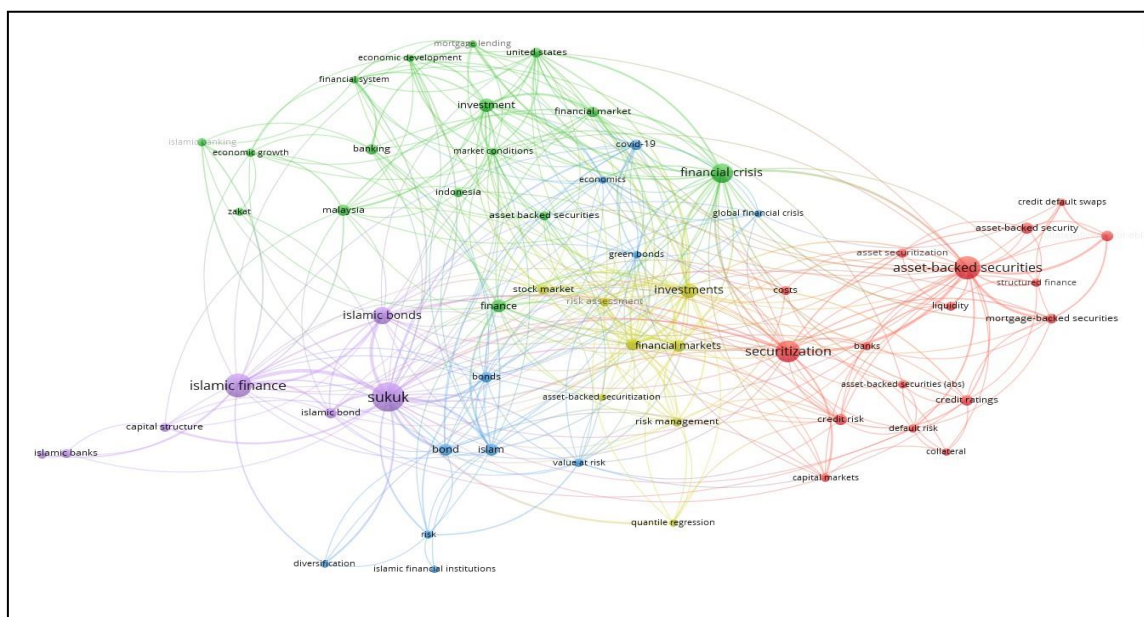 mortgage lending
united states
economic development
financial system
investment
financial market
islamic banking
economic growth
banking
market conditions
covid-19
economics
financial crisis
indonesia
zakat
malaysia
asset backed securities
global financial crisis
credit default swaps
asset-backed security
asset securitization
green bonds
asset-backed securities
structured finance
stock market
investments
costs
risk assessment
finance
liquidity
islamic bonds
mortgage-backed securities
financial markets
securitization
banks
bonds
islamic finance
sukuk
asset-backed securitization
asset-backed securities (abs)
credit ratings
islamic bond
capital structure
risk management
credit risk
default risk
islamic banks
bond
islam
value at risk
collateral
capital markets
quantile regression
risk
diversification
islamic financial institutions